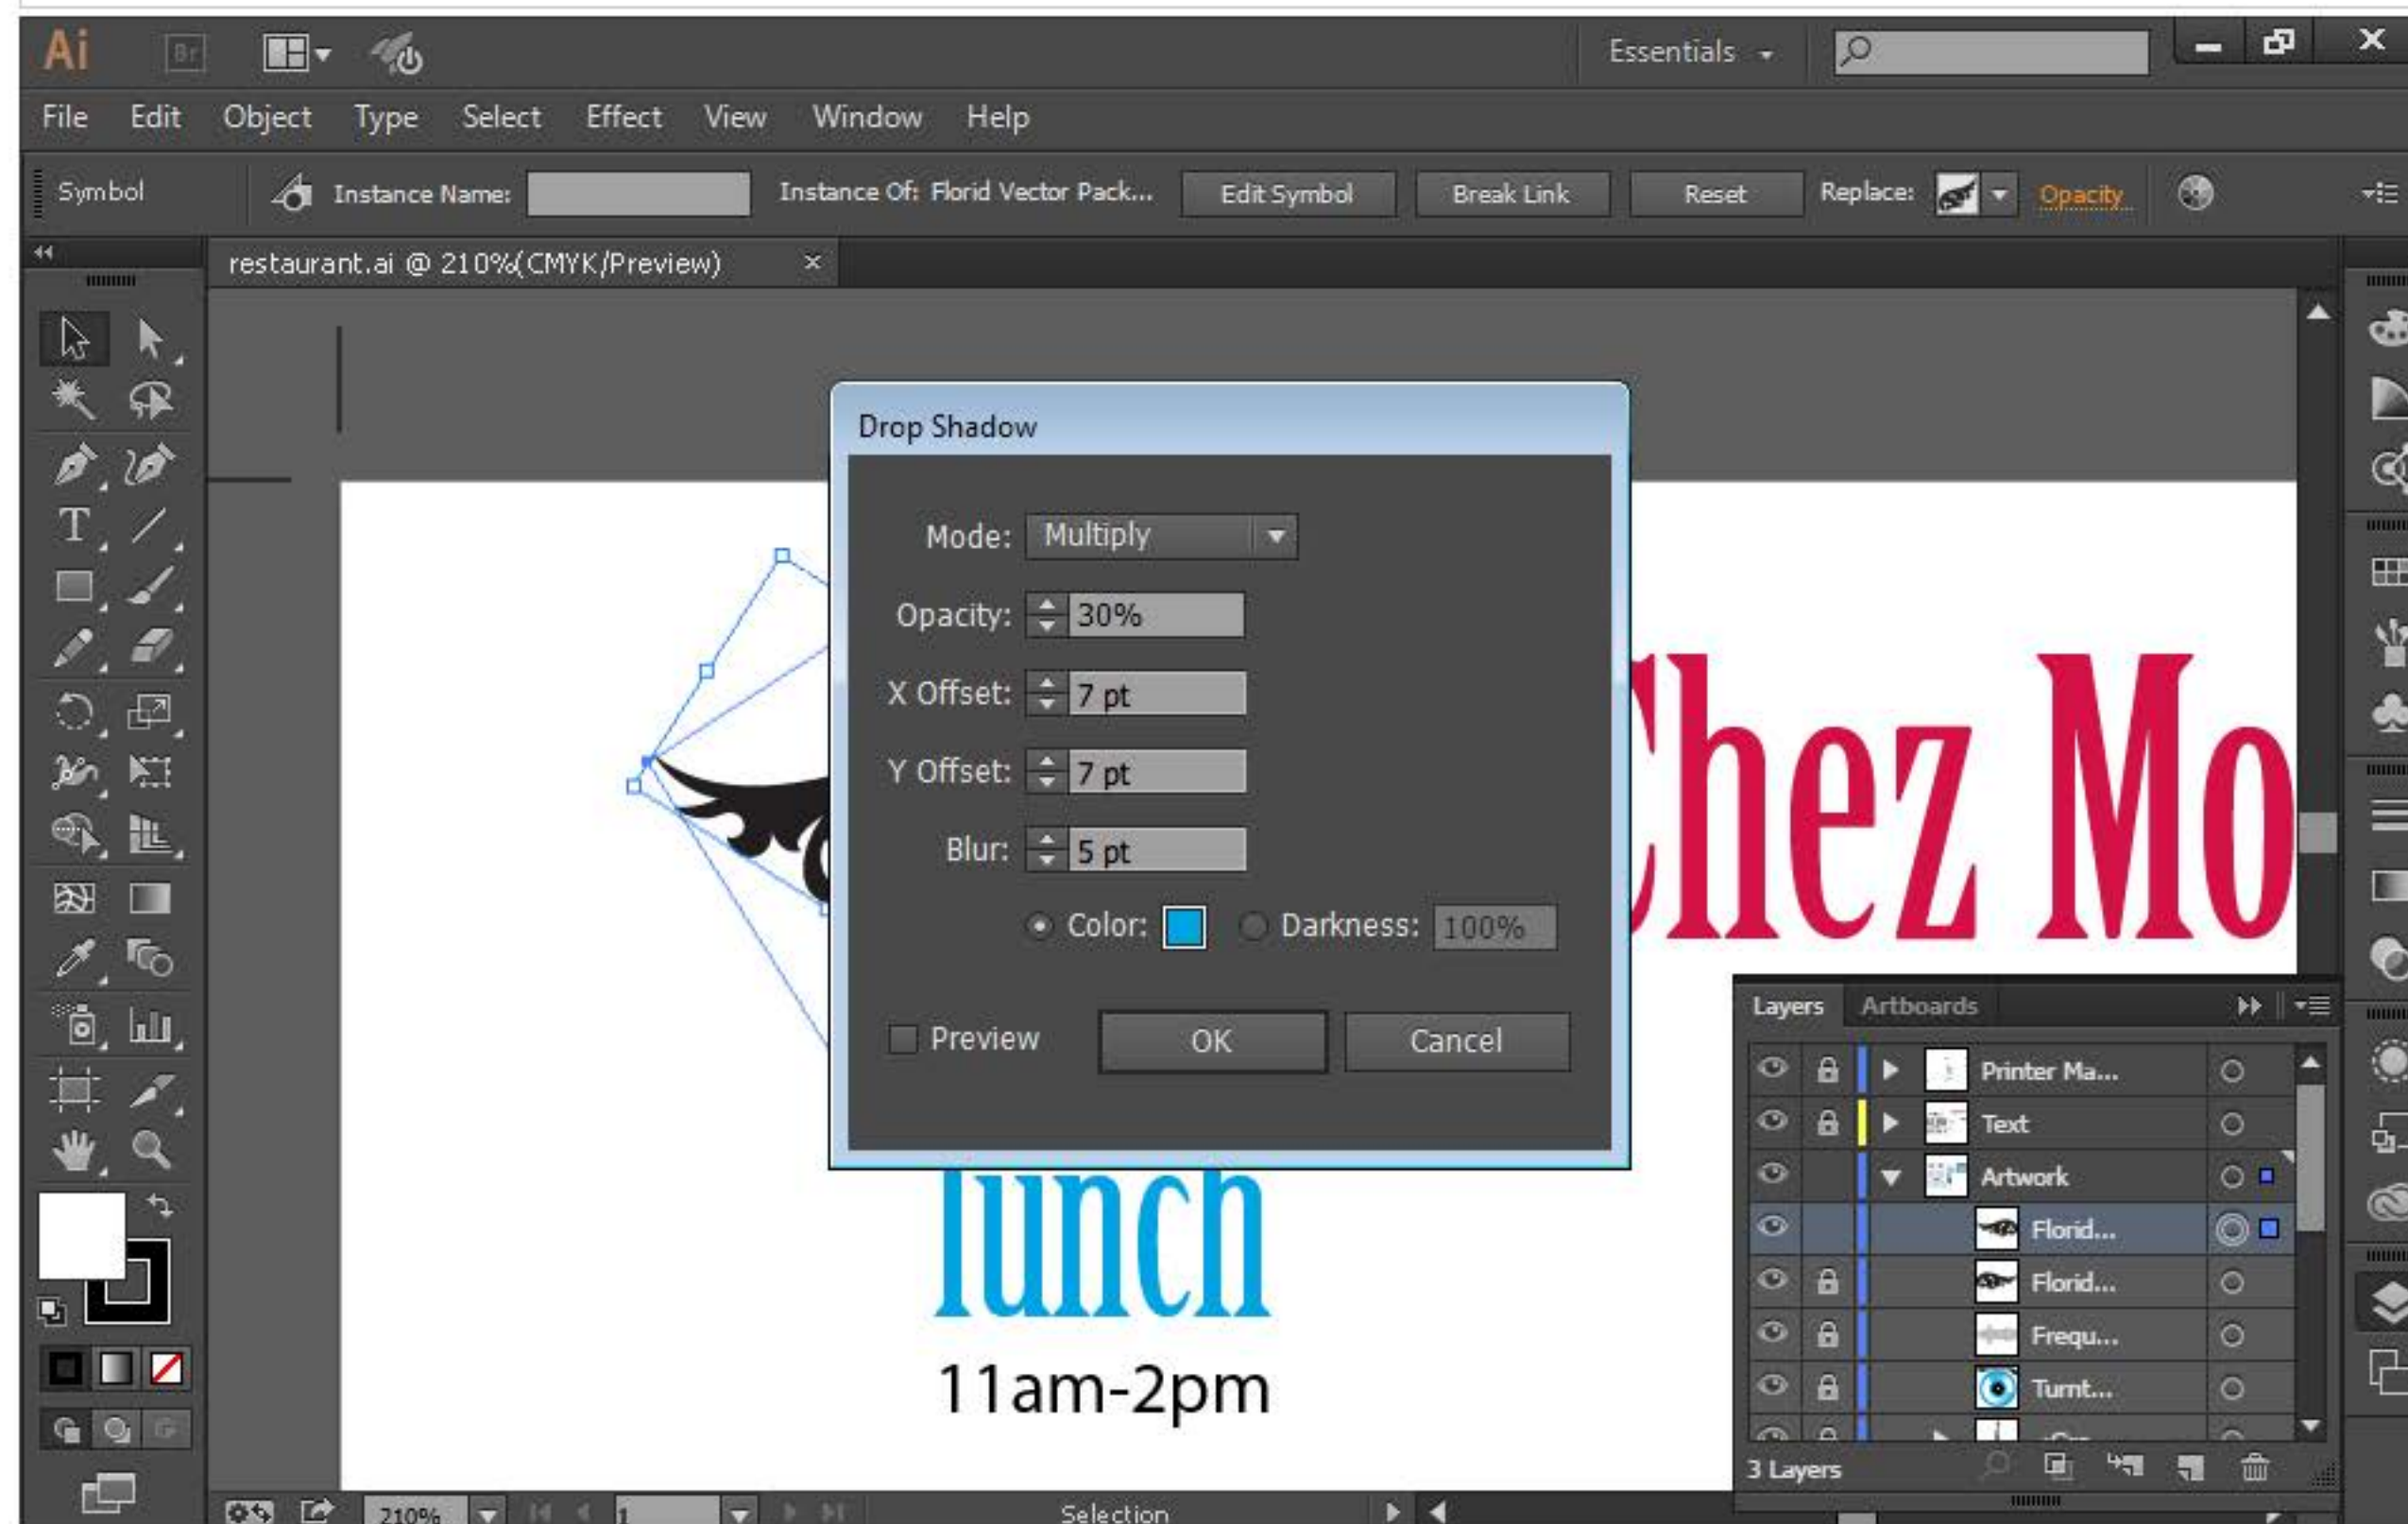 Ai Br Essentials
File Edit Object Type Select Effect View Window Help
Symbol Instance Name: Instance Of: Florid Vector Pack... Edit Symbol Break Link Reset Replace: Opacity
restaurant.ai @ 210%(CMYK/Preview) ×
Drop Shadow
Mode: Multiply
Opacity: 30%
X Offset: 7 pt
Y Offset: 7 pt
Blur: 5 pt
Color: Darkness: 100%
Preview OK Cancel
Chez Mo
lunch
11am-2pm
Layers Artboards
Printer Ma...
Text
Artwork
Florid...
Florid...
Frequ...
Turnt...
3 Layers
210% 1 Selection